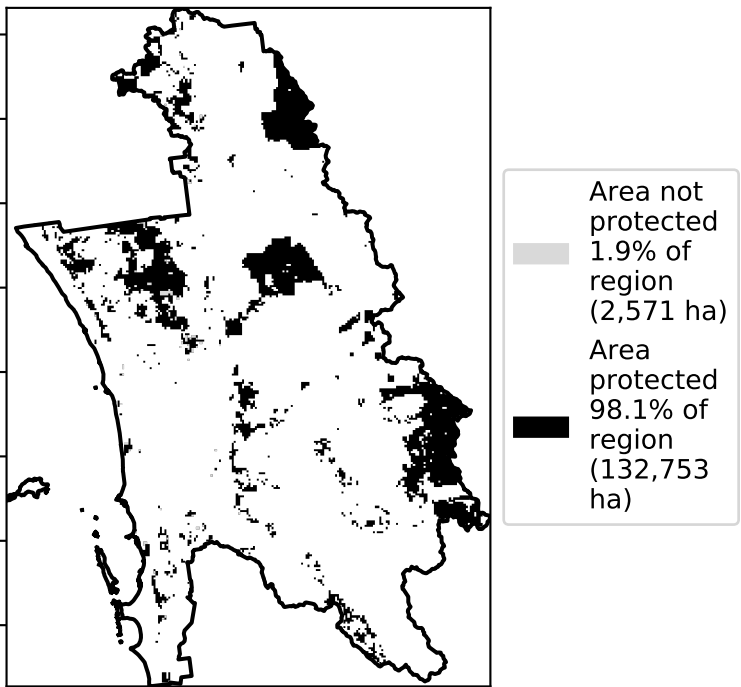 Area not
protected
1.9% of
region
(2,571 ha)
Area
protected
98.1% of
region
(132,753
ha)